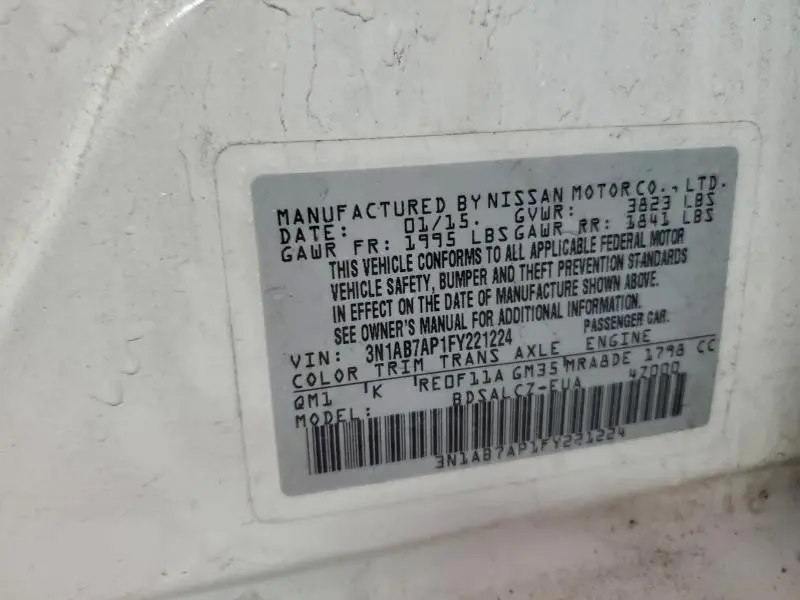 MANUFACTURED BY NISSAN MOTOR CO., LTD.
DATE: 01/15. GVWR: 3823 LBS
GAWR FR: 1995 LBS GAWR RR: 1841 LBS
THIS VEHICLE CONFORMS TO ALL APPLICABLE FEDERAL MOTOR
VEHICLE SAFETY, BUMPER AND THEFT PREVENTION STANDARDS
IN EFFECT ON THE DATE OF MANUFACTURE SHOWN ABOVE.
SEE OWNER'S MANUAL FOR ADDITIONAL INFORMATION.
VIN: 3N1AB7AP1FY221224 PASSENGER CAR.
COLOR TRIM TRANS AXLE ENGINE
QM1 K RE0F11A GM35 MRA8DE 1798 CC
MODEL: BDSALCZ-EUA 4Z000
3N1AB7AP1FY221224